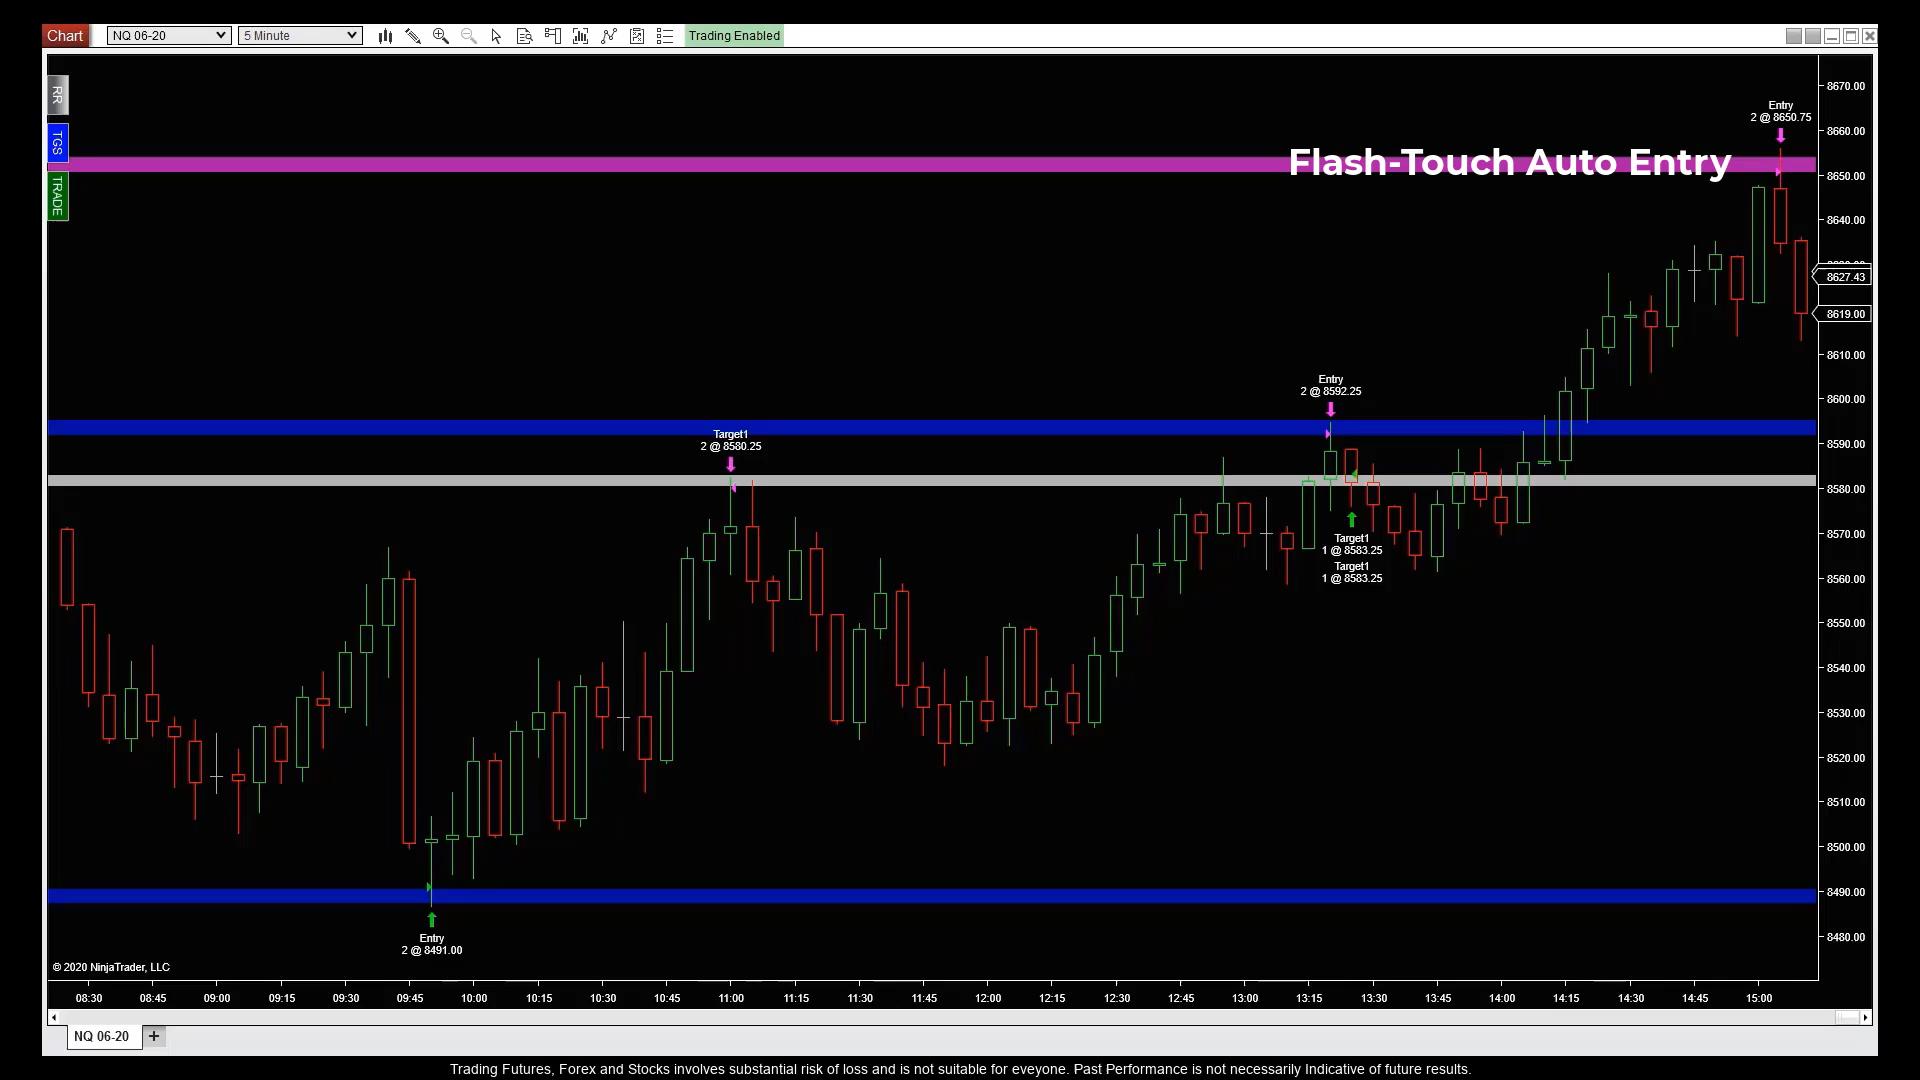 Chart
NQ 06-20
5 Minute
Trading Enabled
RR
TGS
TRADE
Flash-Touch Auto Entry
Entry
2 @ 8650.75
Entry
2 @ 8592.25
Target1
2 @ 8580.25
Target1
1 @ 8583.25
Target1
1 @ 8583.25
Entry
2 @ 8491.00
8670.00
8660.00
8650.00
8640.00
8627.43
8619.00
8610.00
8600.00
8590.00
8580.00
8570.00
8560.00
8550.00
8540.00
8530.00
8520.00
8510.00
8500.00
8490.00
8480.00
© 2020 NinjaTrader, LLC
08:30 08:45 09:00 09:15 09:30 09:45 10:00 10:15 10:30 10:45 11:00 11:15 11:30 11:45 12:00 12:15 12:30 12:45 13:00 13:15 13:30 13:45 14:00 14:15 14:30 14:45 15:00
NQ 06-20
+
Trading Futures, Forex and Stocks involves substantial risk of loss and is not suitable for eveyone. Past Performance is not necessarily Indicative of future results.